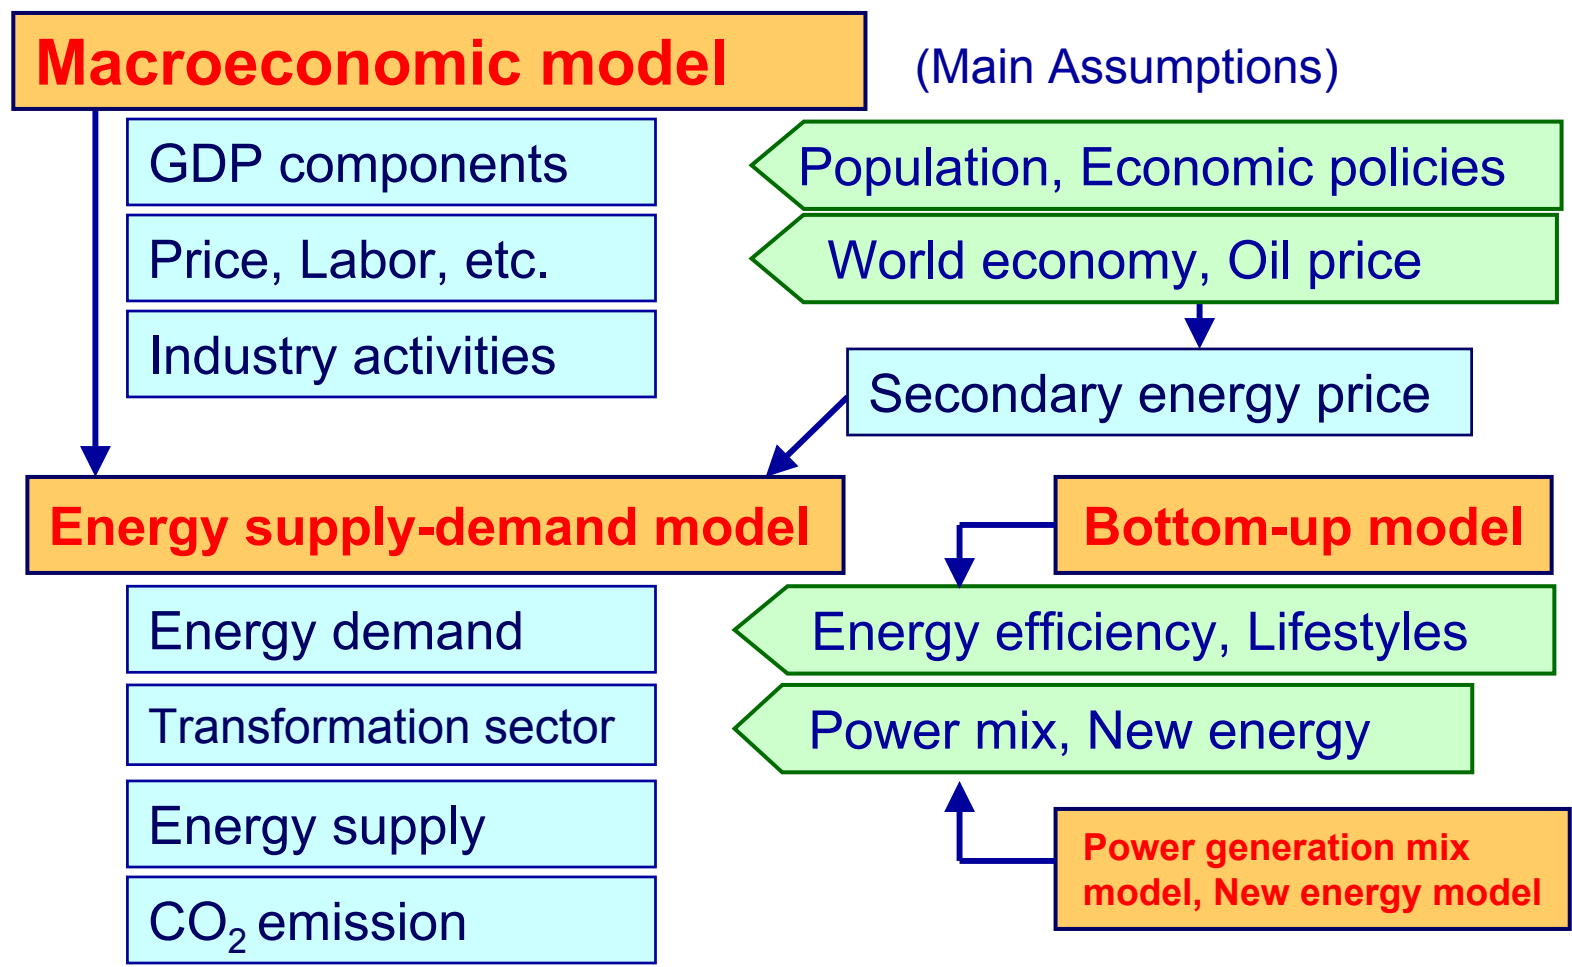 Macroeconomic model
(Main Assumptions)
GDP components
Population, Economic policies
Price, Labor, etc.
World economy, Oil price
Industry activities
Secondary energy price
Energy supply-demand model
Bottom-up model
Energy demand
Energy efficiency, Lifestyles
Transformation sector
Power mix, New energy
Energy supply
Power generation mix
model, New energy model
CO₂ emission